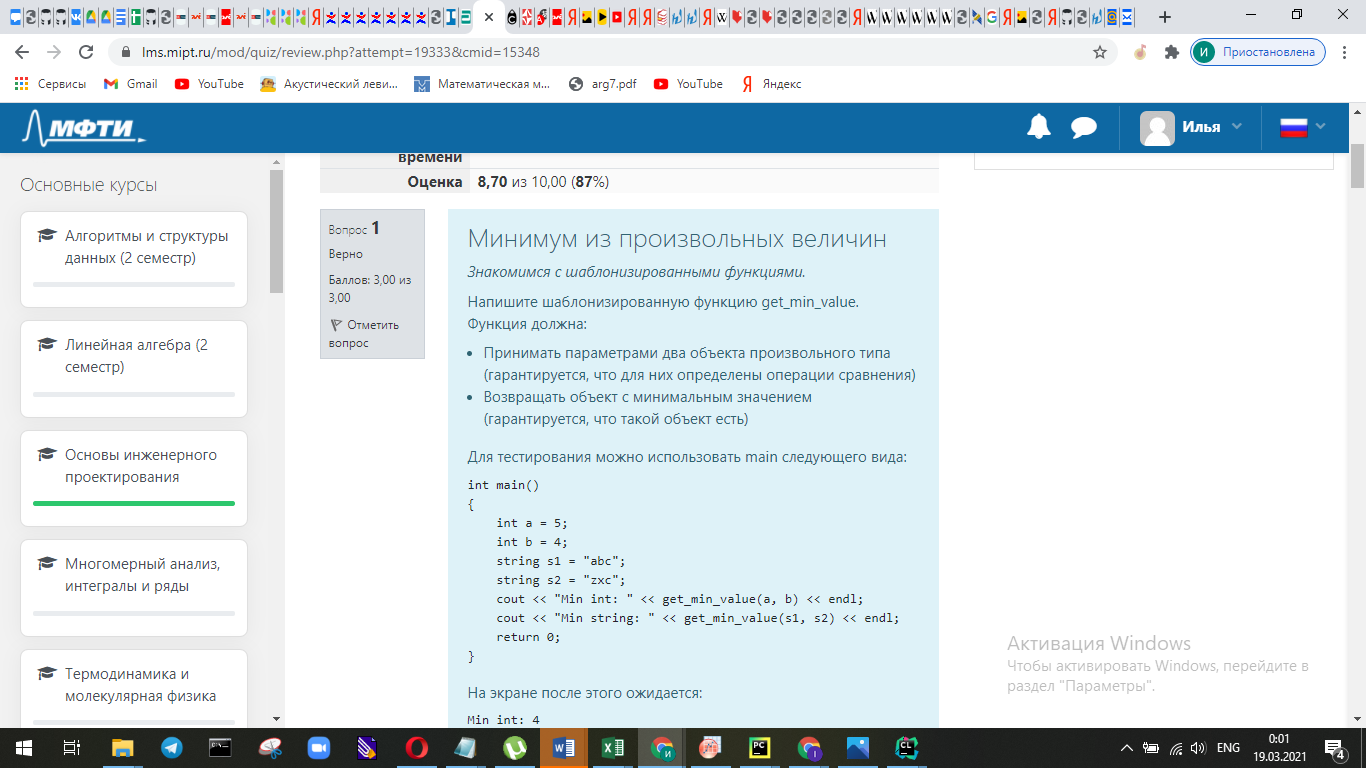 lms.mipt.ru/mod/quiz/review.php?attempt=19333&cmid=15348
И Приостановлена
Сервисы Gmail YouTube Акустический леви... Математическая м... arg7.pdf YouTube Яндекс
МФТИ
Илья
Основные курсы
Алгоритмы и структуры
данных (2 семестр)
Линейная алгебра (2
семестр)
Основы инженерного
проектирования
Многомерный анализ,
интегралы и ряды
Термодинамика и
молекулярная физика
времени
Оценка 8,70 из 10,00 (87%)
Вопрос 1
Верно
Баллов: 3,00 из
3,00
Отметить
вопрос
Минимум из произвольных величин
Знакомимся с шаблонизированными функциями.
Напишите шаблонизированную функцию get_min_value.
Функция должна:
Принимать параметрами два объекта произвольного типа
(гарантируется, что для них определены операции сравнения)
Возвращать объект с минимальным значением
(гарантируется, что такой объект есть)
Для тестирования можно использовать main следующего вида:
int main()
{
int a = 5;
int b = 4;
string s1 = "abc";
string s2 = "zxc";
cout << "Min int: " << get_min_value(a, b) << endl;
cout << "Min string: " << get_min_value(s1, s2) << endl;
return 0;
}
На экране после этого ожидается:
Min int: 4
Активация Windows
Чтобы активировать Windows, перейдите в
раздел "Параметры".
ENG
0:01
19.03.2021
4